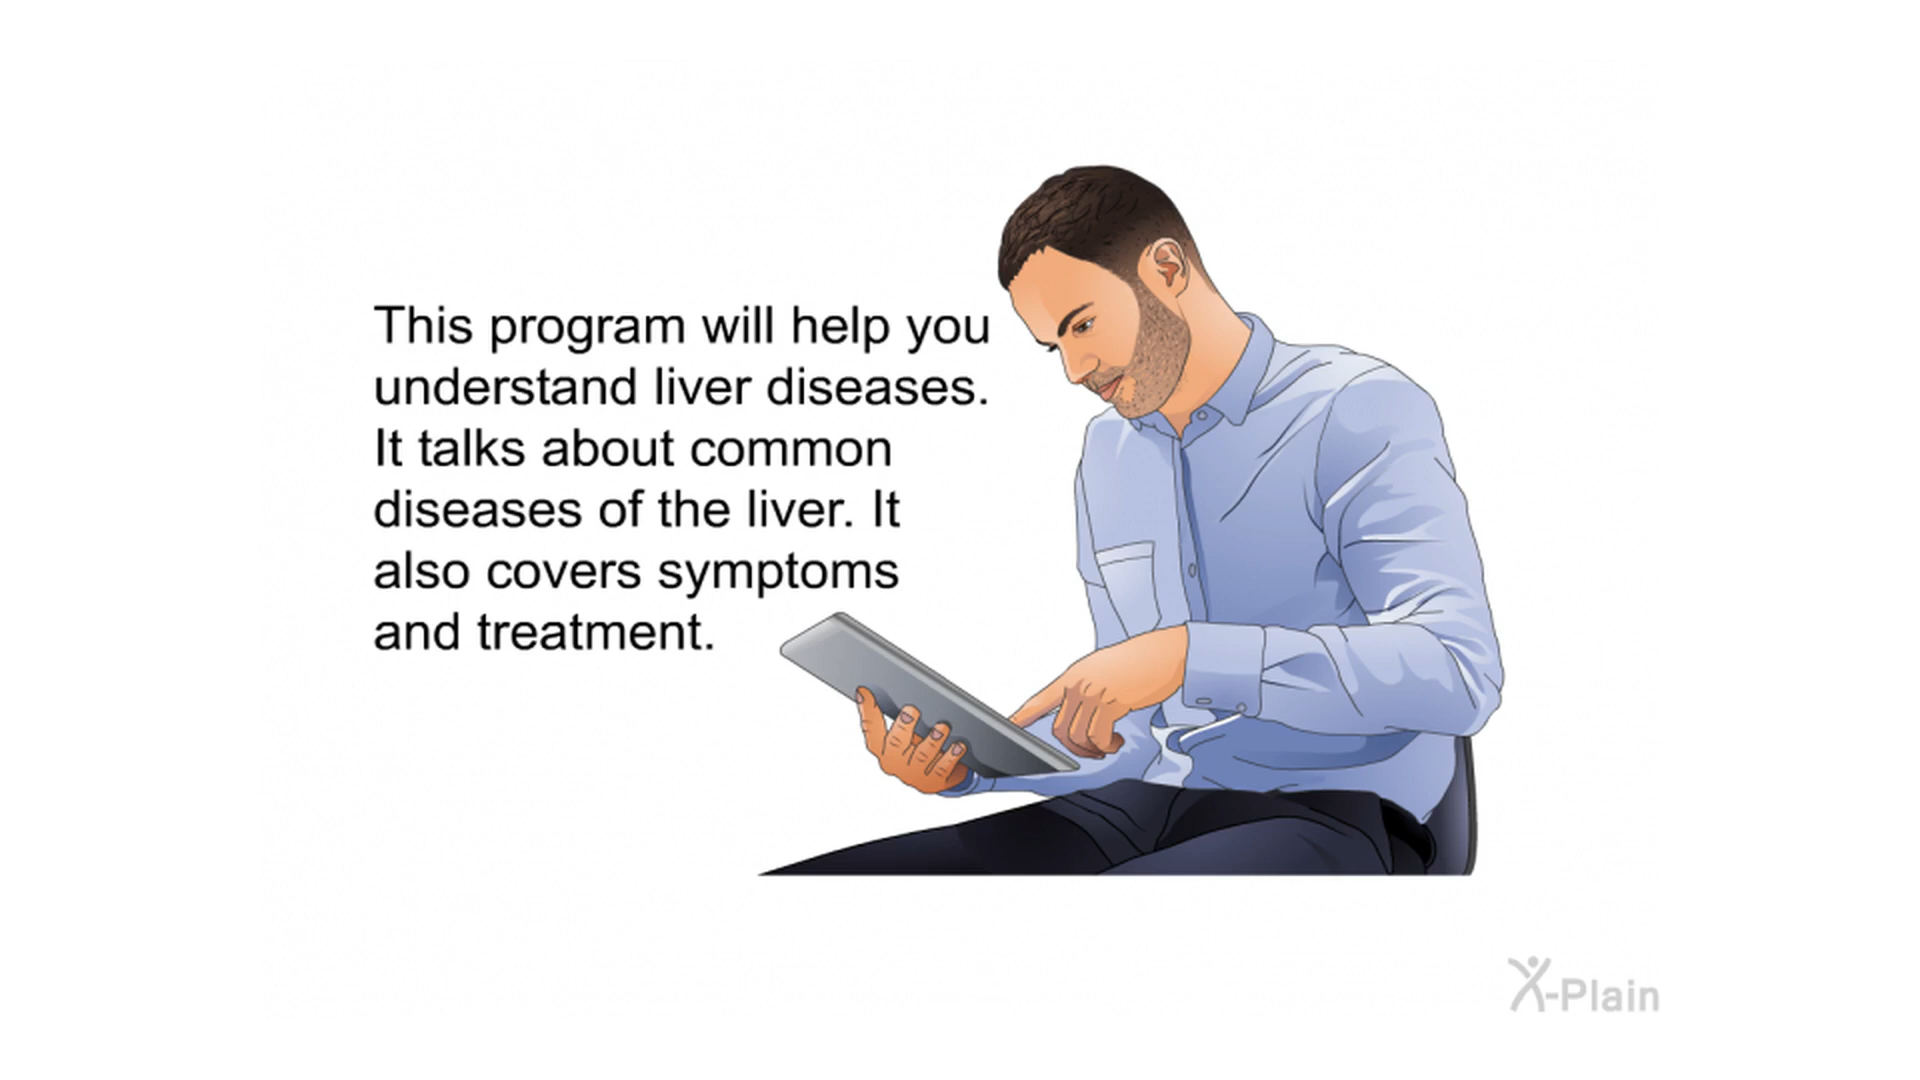 This program will help you
understand liver diseases.
It talks about common
diseases of the liver. It
also covers symptoms
and treatment.
X-Plain